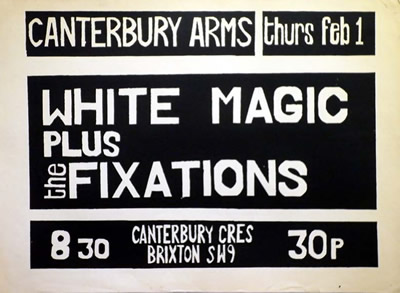 CANTERBURY ARMS thurs feb 1
WHITE MAGIC
PLUS
the FIXATIONS
8 30 CANTERBURY CRES 30P
BRIXTON SW9